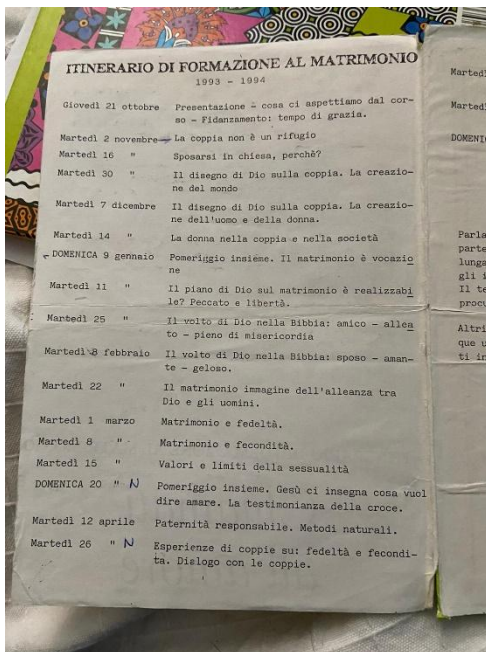 ITINERARIO DI FORMAZIONE AL MATRIMONIO
1993 - 1994
Giovedì 21 ottobre Presentazione - cosa ci aspettiamo dal cor-
so - Fidanzamento: tempo di grazia.
Martedì 2 novembre La coppia non è un rifugio
Martedì 16 " Sposarsi in chiesa, perchè?
Martedì 30 " Il disegno di Dio sulla coppia. La creazio-
ne del mondo
Martedì 7 dicembre Il disegno di Dio sulla coppia. La creazio-
ne dell'uomo e della donna.
Martedì 14 " La donna nella coppia e nella società
DOMENICA 9 gennaio Pomeriggio insieme. Il matrimonio è vocazio
ne
Martedì 11 " Il piano di Dio sul matrimonio è realizzabi
le? Peccato e libertà.
Martedì 25 " Il volto di Dio nella Bibbia: amico - allea
to - pieno di misericordia
Martedì 8 febbraio Il volto di Dio nella Bibbia: sposo - aman-
te - geloso.
Martedì 22 " Il matrimonio immagine dell'alleanza tra
Dio e gli uomini.
Martedì 1 marzo Matrimonio e fedeltà.
Martedì 8 " Matrimonio e fecondità.
Martedì 15 " Valori e limiti della sessualità
DOMENICA 20 " N Pomeriggio insieme. Gesù ci insegna cosa vuol
dire amare. La testimonianza della croce.
Martedì 12 aprile Paternità responsabile. Metodi naturali.
Martedì 26 " N Esperienze di coppie su: fedeltà e fecondi-
tà. Dialogo con le coppie.
Martedì
Martedì
DOMENI
Parla
parte
lunga
gli i
Il te
procu
Altri
que u
ti in